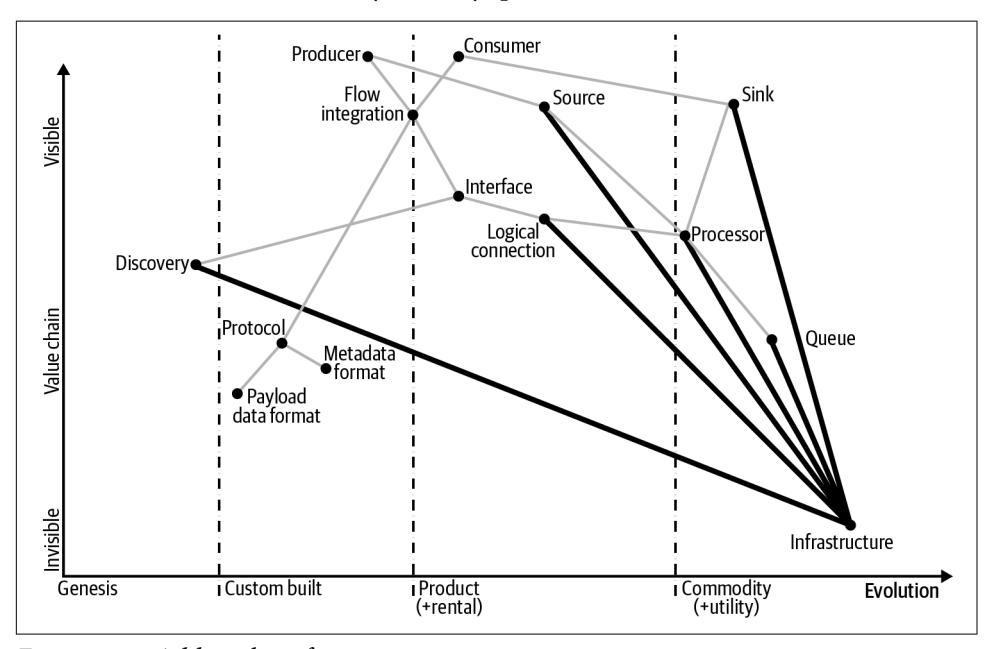 Consumer
Producer
Flow
integration
Source
Sink
Visible
Interface
Logical
connection
Processor
Discovery
Value chain
Protocol
Metadata
format
Queue
Payload
data format
Invisible
Infrastructure
Genesis
Custom built
Product
(+rental)
Commodity
(+utility)
Evolution